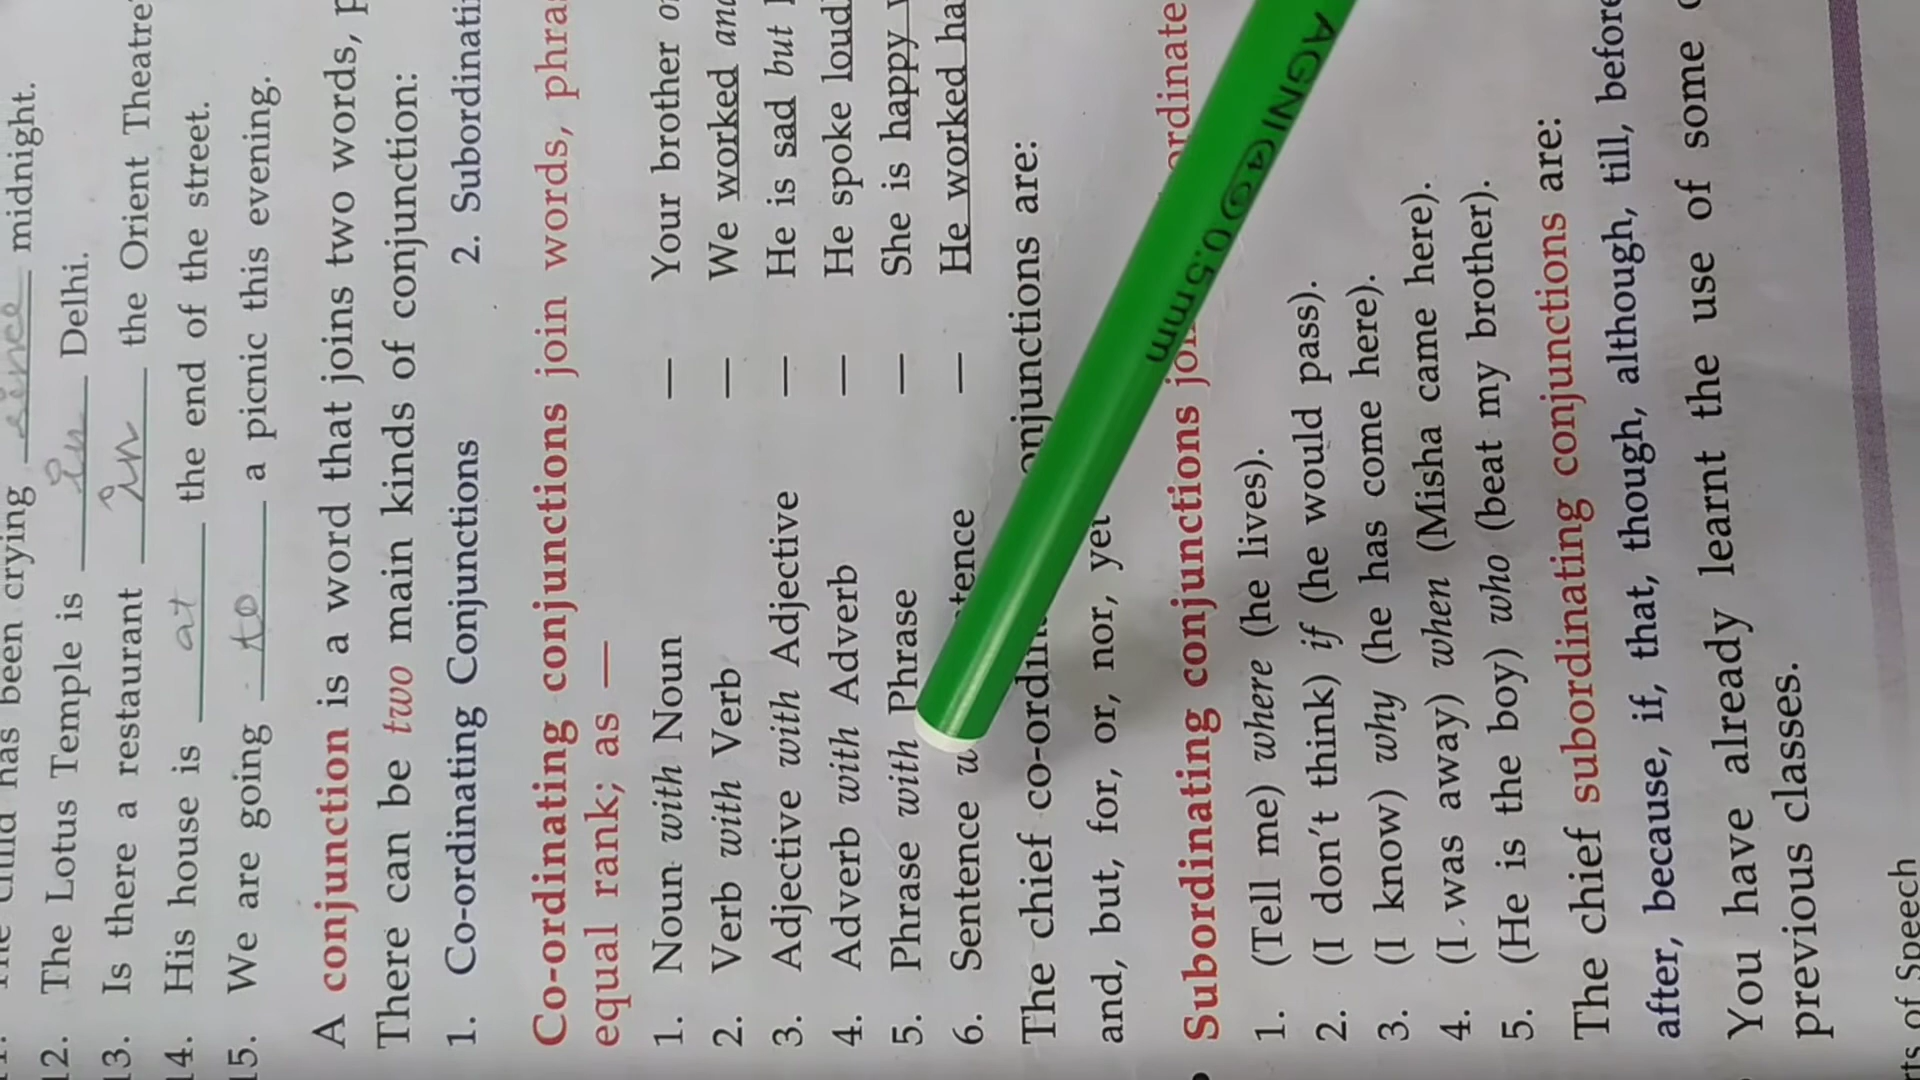 been crying since midnight.
12. The Lotus Temple is in Delhi.
13. Is there a restaurant in the Orient Theatre
14. His house is at the end of the street.
15. We are going to a picnic this evening.
A conjunction is a word that joins two words,
There can be two main kinds of conjunction:
1. Co-ordinating Conjunctions 2. Subordinati
Co-ordinating conjunctions join words, phra
equal rank; as —
1. Noun with Noun — Your brother
2. Verb with Verb — We worked and
3. Adjective with Adjective — He is sad but
4. Adverb with Adverb — He spoke loud
5. Phrase with Phrase — She is happy
6. Sentence — He worked ha
The chief co-ordin onjunctions are:
and, but, for, or, nor, yet
Subordinating conjunctions joi ordinate
1. (Tell me) where (he lives).
2. (I don't think) if (he would pass).
3. (I know) why (he has come here).
4. (I was away) when (Misha came here).
5. (He is the boy) who (beat my brother).
The chief subordinating conjunctions are:
after, because, if, that, though, although, till, before
You have already learnt the use of some
previous classes.
rts of Speech
AGNI 4G 0.5mm